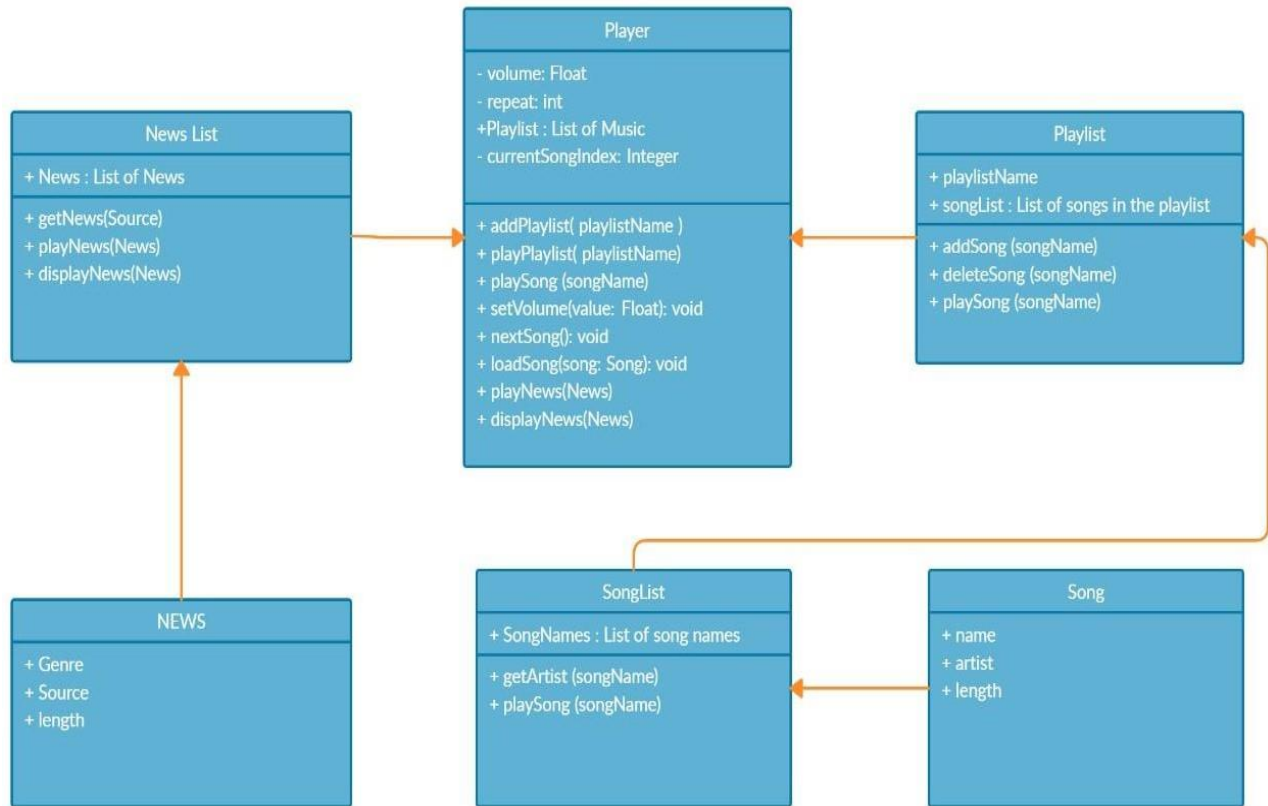 Player
- volume: Float
- repeat: int
+Playlist : List of Music
- currentSongIndex: Integer
+ addPlaylist( playlistName )
+ playPlaylist( playlistName)
+ playSong (songName)
+ setVolume(value: Float): void
+ nextSong(): void
+ loadSong(song: Song): void
+ playNews(News)
+ displayNews(News)
News List
+ News : List of News
+ getNews(Source)
+ playNews(News)
+ displayNews(News)
Playlist
+ playlistName
+ songList : List of songs in the playlist
+ addSong (songName)
+ deleteSong (songName)
+ playSong (songName)
NEWS
+ Genre
+ Source
+ length
SongList
+ SongNames : List of song names
+ getArtist (songName)
+ playSong (songName)
Song
+ name
+ artist
+ length